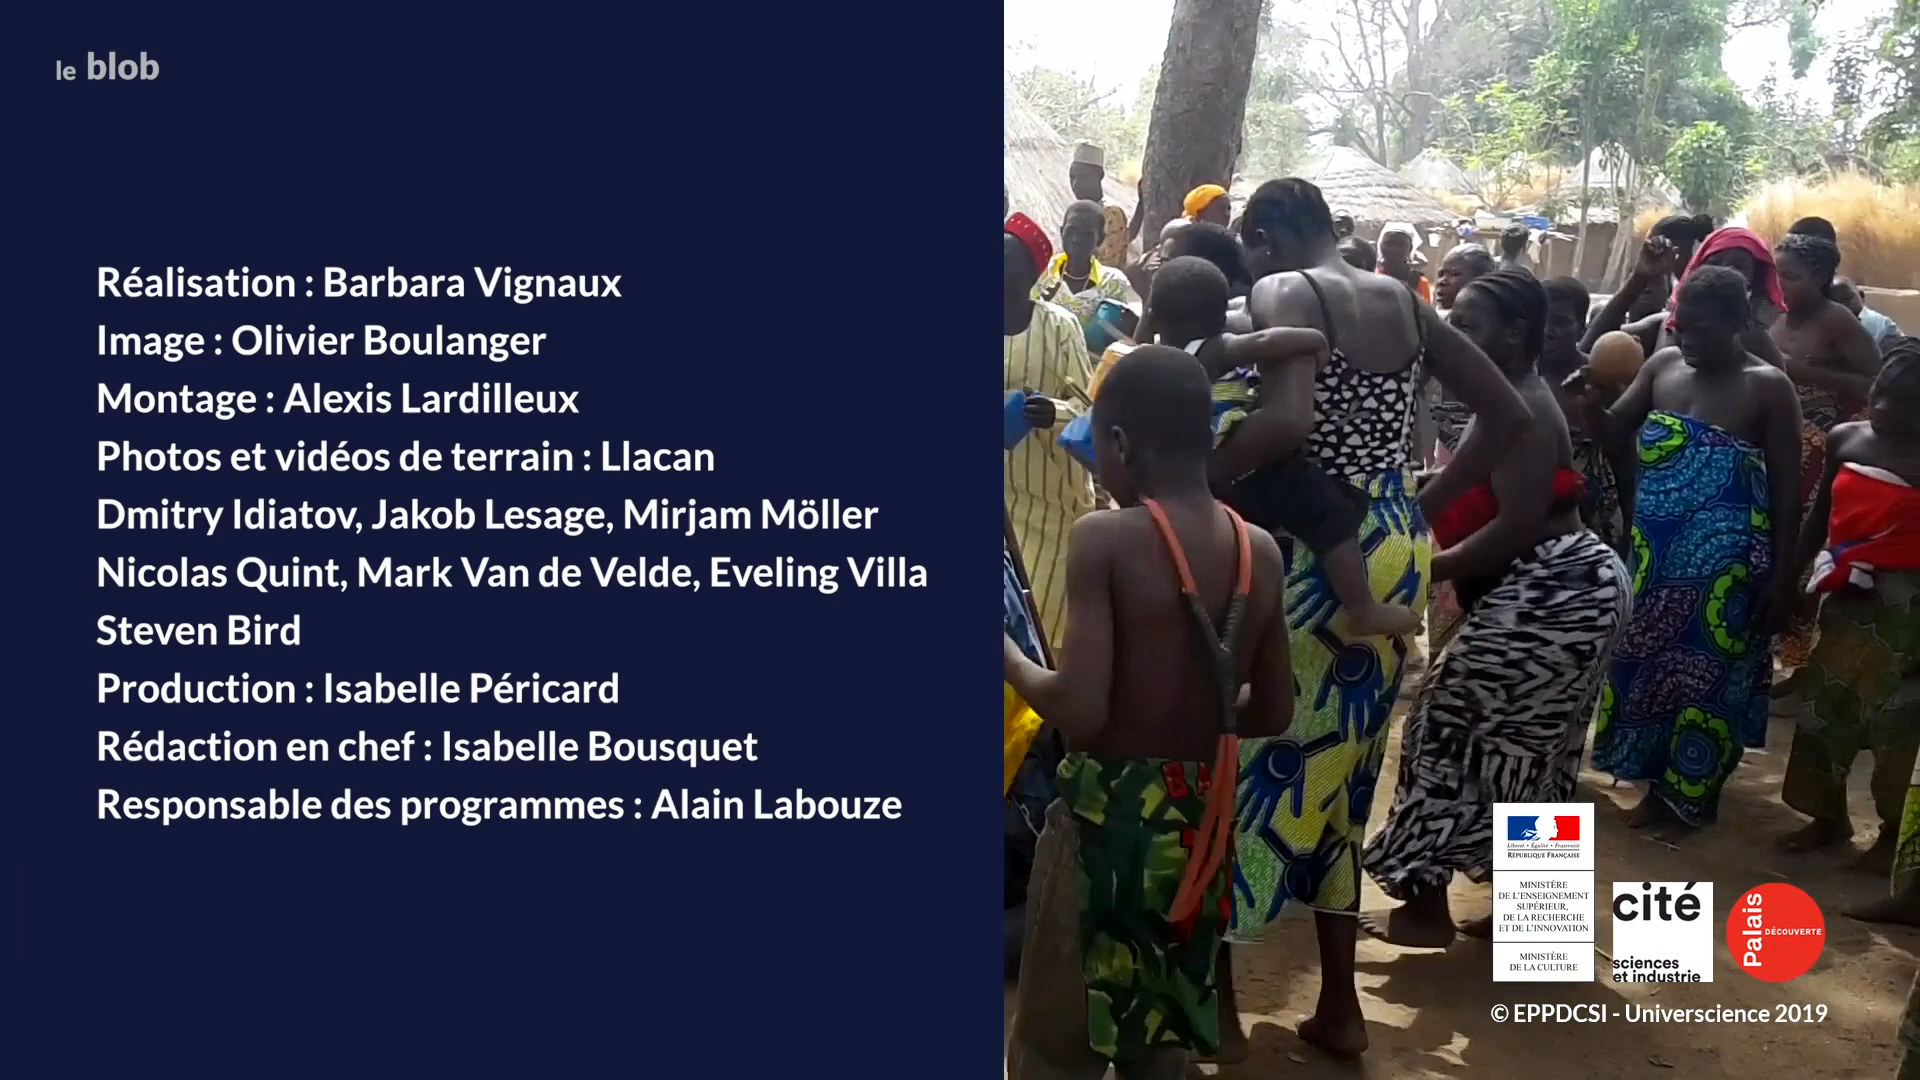 le blob
Réalisation : Barbara Vignaux
Image : Olivier Boulanger
Montage : Alexis Lardilleux
Photos et vidéos de terrain : Llacan
Dmitry Idiatov, Jakob Lesage, Mirjam Möller
Nicolas Quint, Mark Van de Velde, Eveling Villa
Steven Bird
Production : Isabelle Péricard
Rédaction en chef : Isabelle Bousquet
Responsable des programmes : Alain Labouze
Liberté • Égalité • Fraternité
RÉPUBLIQUE FRANÇAISE
MINISTÈRE
DE L'ENSEIGNEMENT
SUPÉRIEUR,
DE LA RECHERCHE
ET DE L'INNOVATION
MINISTÈRE
DE LA CULTURE
cité
sciences
et industrie
Palais
DÉCOUVERTE
© EPPDCSI - Universcience 2019